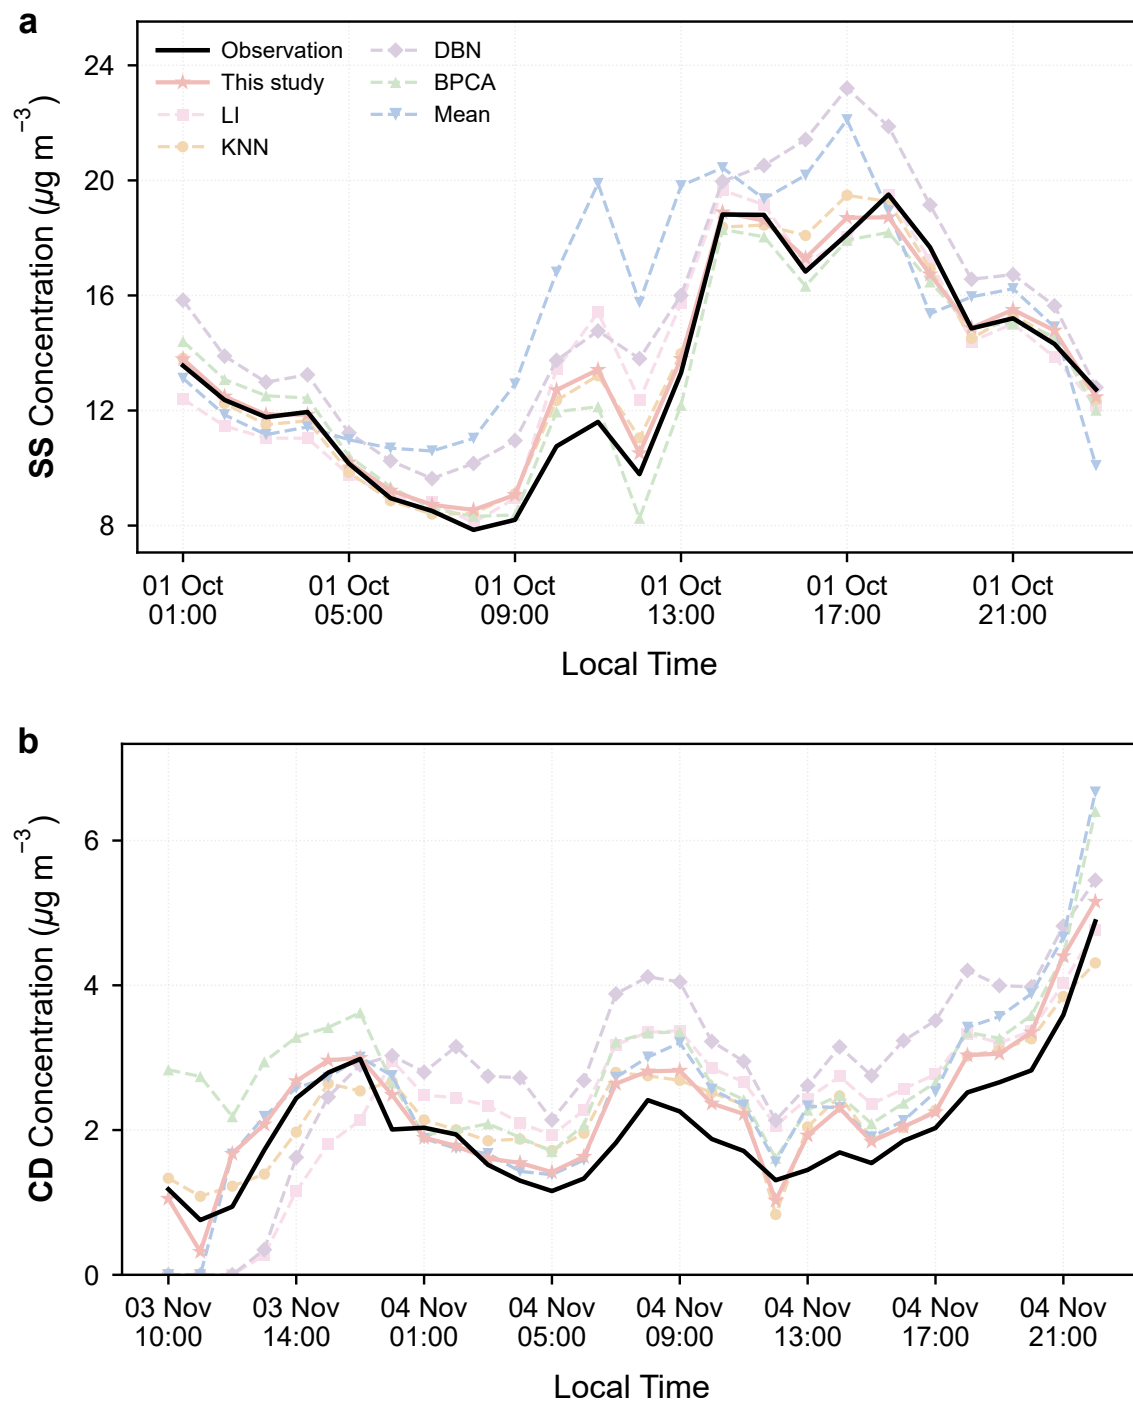 a
SS Concentration (μg m⁻³)
24
20
16
12
8
Observation
This study
LI
KNN
DBN
BPCA
Mean
01 Oct 01 Oct 01 Oct 01 Oct 01 Oct 01 Oct
01:00 05:00 09:00 13:00 17:00 21:00
Local Time
b
CD Concentration (μg m⁻³)
6
4
2
0
03 Nov 03 Nov 04 Nov 04 Nov 04 Nov 04 Nov 04 Nov 04 Nov
10:00 14:00 01:00 05:00 09:00 13:00 17:00 21:00
Local Time